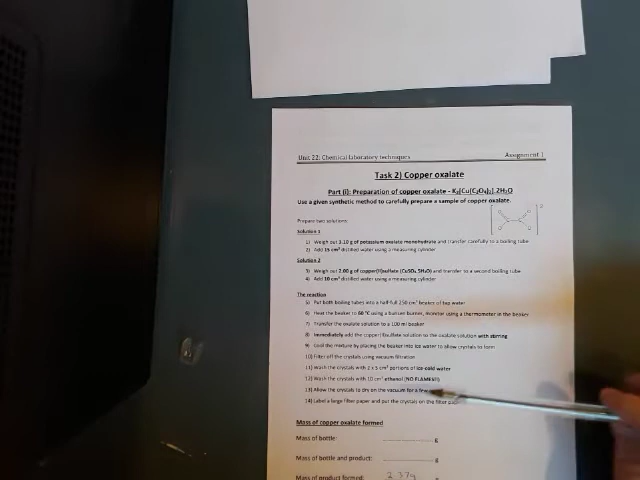 Unit 22: Chemical laboratory techniques Assignment 1
Task 2) Copper oxalate
Part (i): Preparation of copper oxalate - K₂[Cu(C₂O₄)₂].2H₂O
Use a given synthetic method to carefully prepare a sample of copper oxalate.
Prepare two solutions:
Solution 1
1) Weigh out 3.10 g of potassium oxalate monohydrate and transfer carefully to a boiling tube
2) Add 15 cm³ distilled water using a measuring cylinder
Solution 2
3) Weigh out 2.00 g of copper(II)sulfate (CuSO₄.5H₂O) and transfer to a second boiling tube
4) Add 10 cm³ distilled water using a measuring cylinder
The reaction
5) Put both boiling tubes into a half-full 250 cm³ beaker of tap water
6) Heat the beaker to 60 °C using a bunsen burner, monitor using a thermometer in the beaker
7) Transfer the oxalate solution to a 100 ml beaker
8) Immediately add the copper(II)sulfate solution to the oxalate solution with stirring
9) Cool the mixture by placing the beaker into ice water to allow crystals to form
10) Filter off the crystals using vacuum filtration
11) Wash the crystals with 2 x 5 cm³ portions of ice-cold water
12) Wash the crystals with 10 cm³ ethanol (NO FLAMES!!)
13) Allow the crystals to dry on the vacuum for a few
14) Label a large filter paper and put the crystals on the filter
Mass of copper oxalate formed
Mass of bottle: g
Mass of bottle and product: g
Mass of product formed: 2.37g